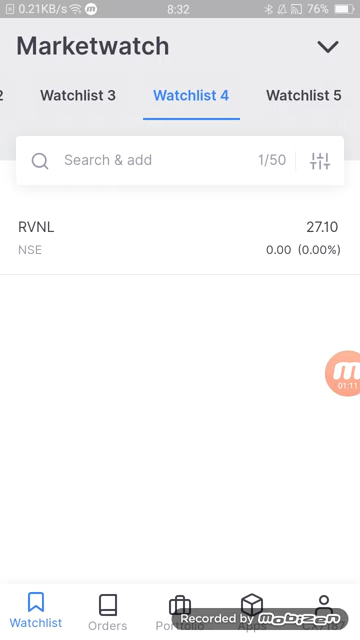 0.21KB/s 8:32 76%
Marketwatch
2 Watchlist 3 Watchlist 4 Watchlist 5
Search & add 1/50
RVNL 27.10
NSE 0.00 (0.00%)
m
01:11
Watchlist Orders
Recorded by mobizen